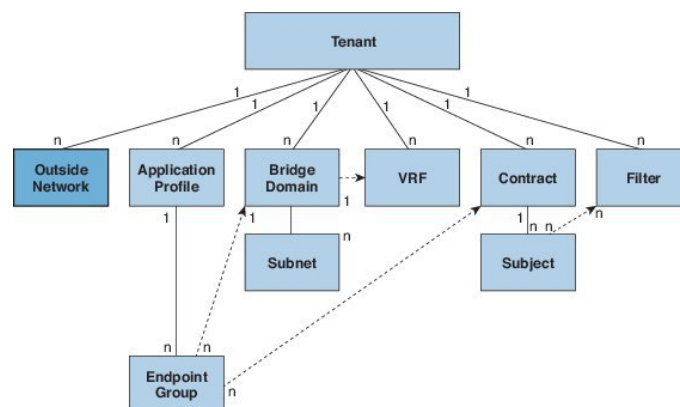 Tenant
1 1 1 1 1 1
n n n n n n
Outside Network
Application Profile
Bridge Domain
VRF
Contract
Filter
1 1 1 1 n n n
Subnet
n
Subject
n n
Endpoint Group
n